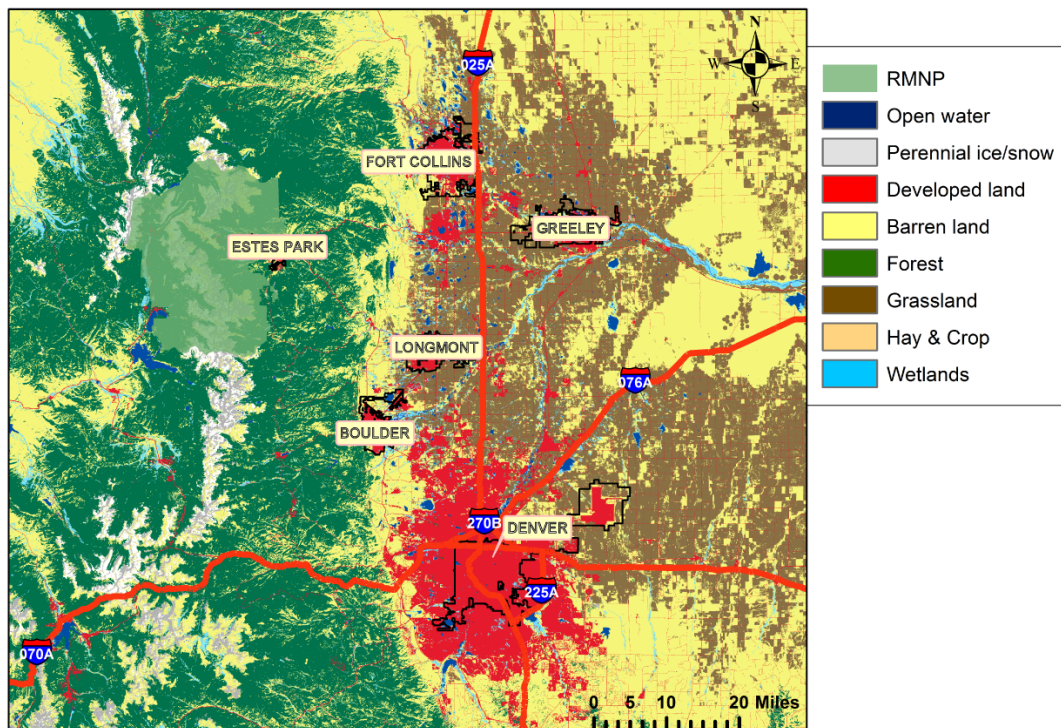 N
W E
S
025A
FORT COLLINS
GREELEY
ESTES PARK
LONGMONT
076A
BOULDER
270B
DENVER
225A
070A
0 5 10 20 Miles
RMNP
Open water
Perennial ice/snow
Developed land
Barren land
Forest
Grassland
Hay & Crop
Wetlands